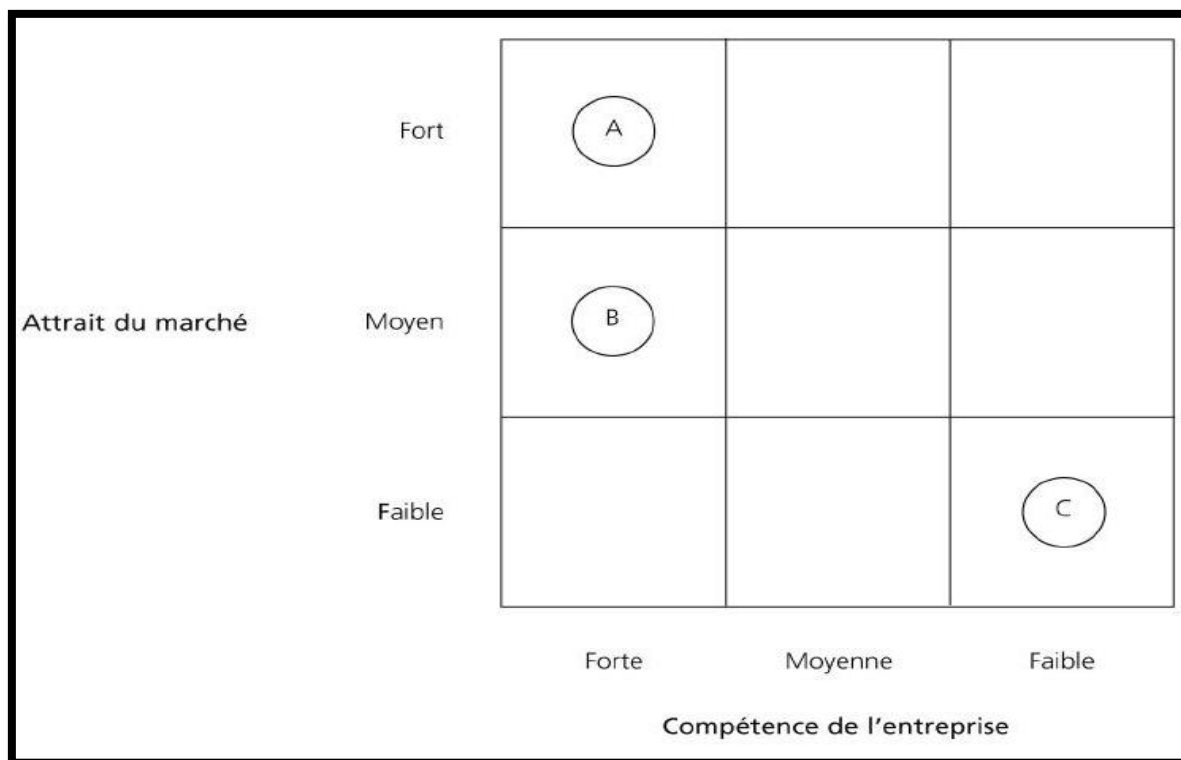 Fort
A
Attrait du marché
Moyen
B
Faible
C
Forte
Moyenne
Faible
Compétence de l'entreprise